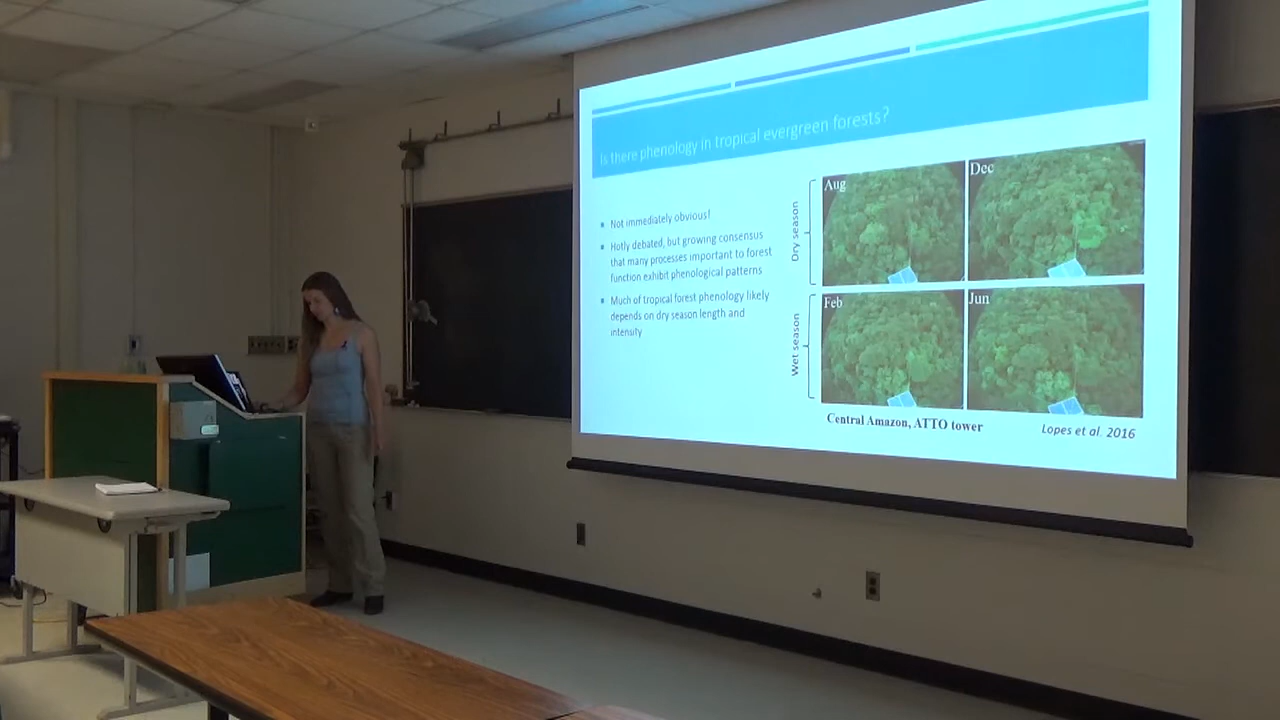 Is there phenology in tropical evergreen forests?
Not immediately obvious!
Hotly debated, but growing consensus
that many processes important to forest
function exhibit phenological patterns
Much of tropical forest phenology likely
depends on dry season length and
intensity
Dry season
Aug
Dec
Wet season
Feb
Jun
Central Amazon, ATTO tower
Lopes et al. 2016